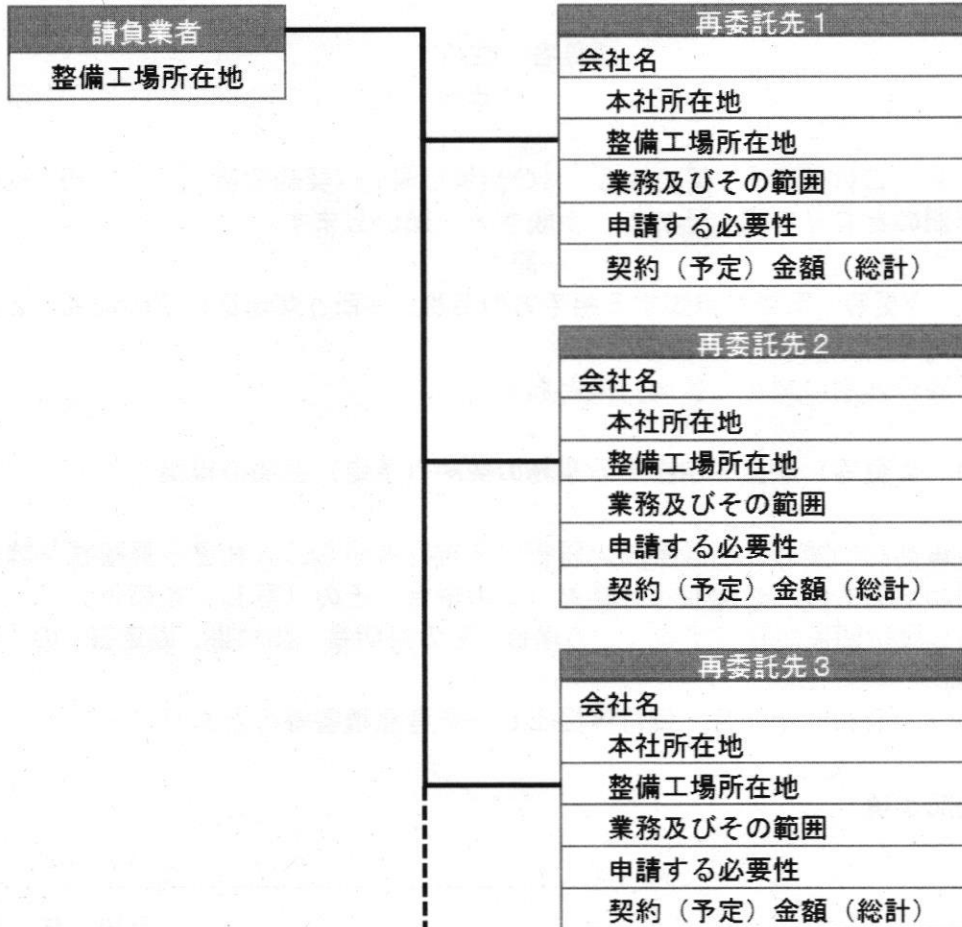 請負業者
整備工場所在地
再委託先1
会社名
本社所在地
整備工場所在地
業務及びその範囲
申請する必要性
契約(予定)金額(総計)
再委託先2
会社名
本社所在地
整備工場所在地
業務及びその範囲
申請する必要性
契約(予定)金額(総計)
再委託先3
会社名
本社所在地
整備工場所在地
業務及びその範囲
申請する必要性
契約(予定)金額(総計)